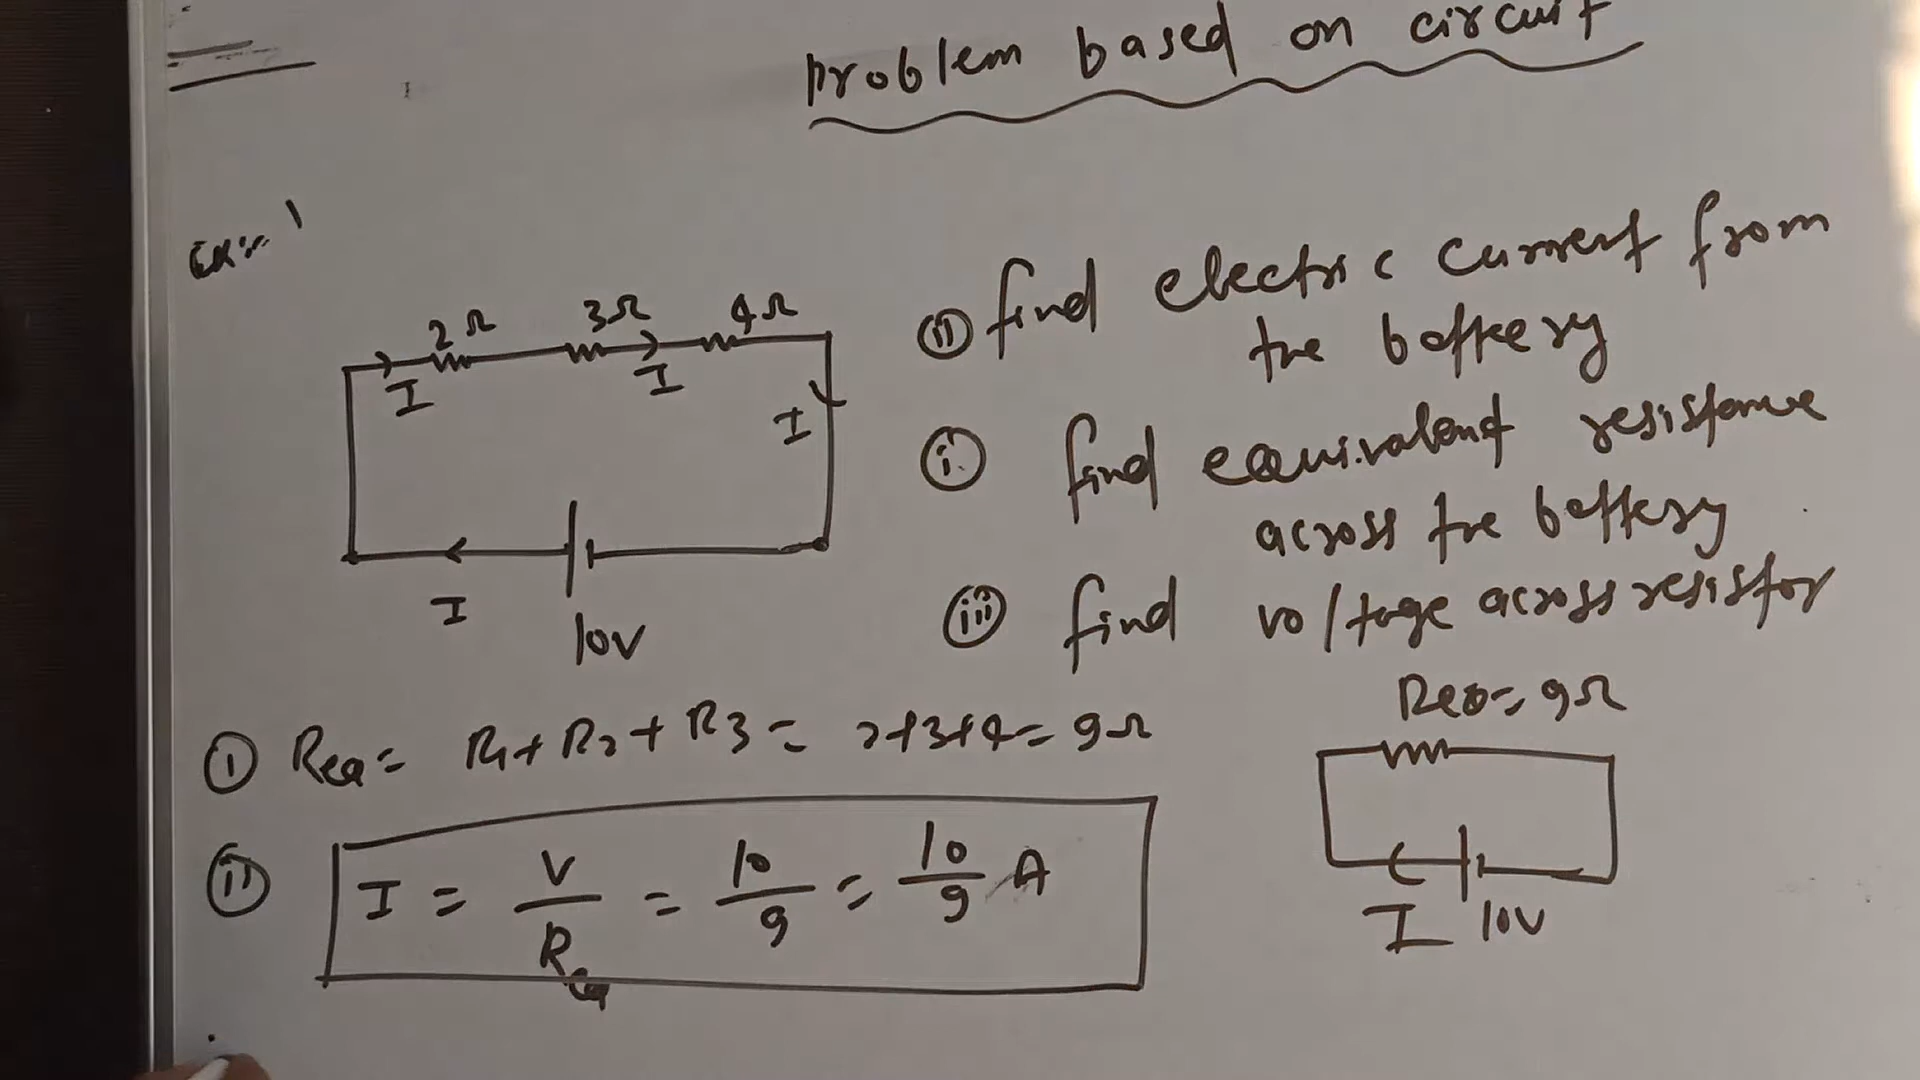 Problem based on circuit
Ex:- 1
2Ω 3Ω 4Ω
I I
I
I
10V
(ii) find electric current from
the battery
(i) find equivalent resistance
across the battery
(iii) find voltage across resistor
Req = 9Ω
(i) Req = R1 + R2 + R3 = 2+3+4 = 9Ω
(ii) I = V/Req = 10/9 = 10/9 A
I 10V